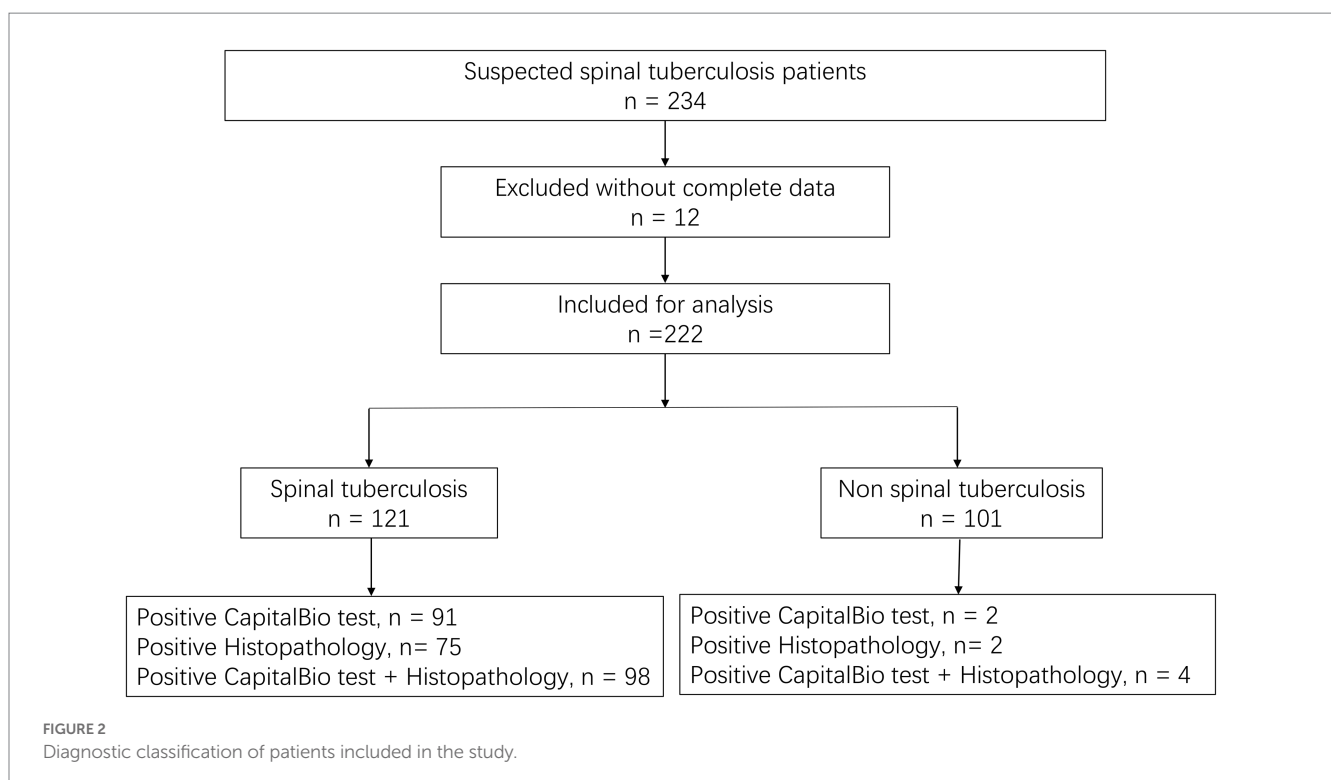 Suspected spinal tuberculosis patients
n = 234
Excluded without complete data
n = 12
Included for analysis
n =222
Spinal tuberculosis
n = 121
Non spinal tuberculosis
n = 101
Positive CapitalBio test, n = 91
Positive Histopathology, n= 75
Positive CapitalBio test + Histopathology, n = 98
Positive CapitalBio test, n = 2
Positive Histopathology, n= 2
Positive CapitalBio test + Histopathology, n = 4
FIGURE 2
Diagnostic classification of patients included in the study.